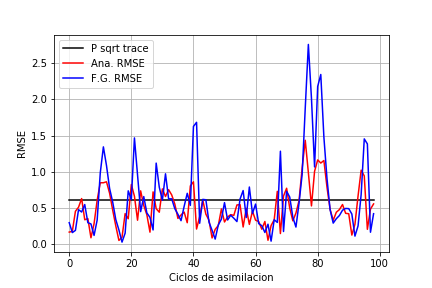 P sqrt trace
Ana. RMSE
F.G. RMSE
RMSE
2.5
2.0
1.5
1.0
0.5
0.0
0 20 40 60 80 100
Ciclos de asimilacion